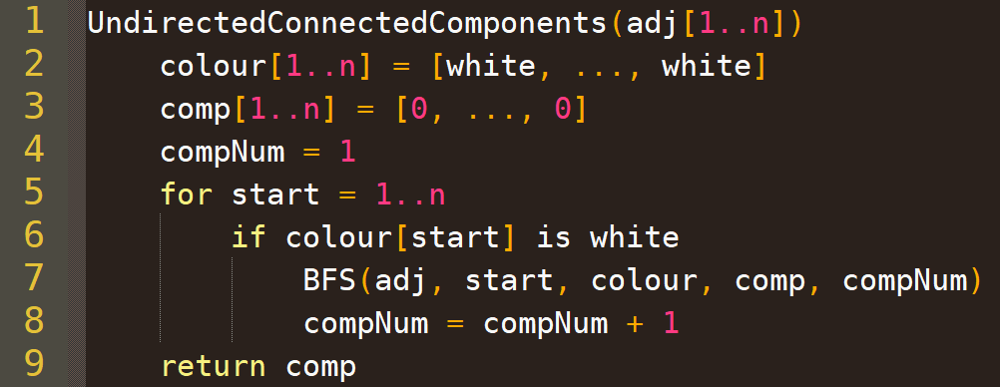 1 UndirectedConnectedComponents(adj[1..n])
2 colour[1..n] = [white, ..., white]
3 comp[1..n] = [0, ..., 0]
4 compNum = 1
5 for start = 1..n
6 if colour[start] is white
7 BFS(adj, start, colour, comp, compNum)
8 compNum = compNum + 1
9 return comp